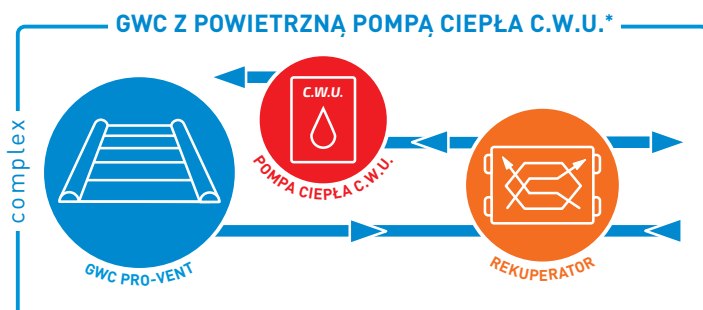 GWC Z POWIETRZNĄ POMPĄ CIEPŁA C.W.U.*
complex
C.W.U.
POMPA CIEPŁA C.W.U.
GWC PRO-VENT
REKUPERATOR